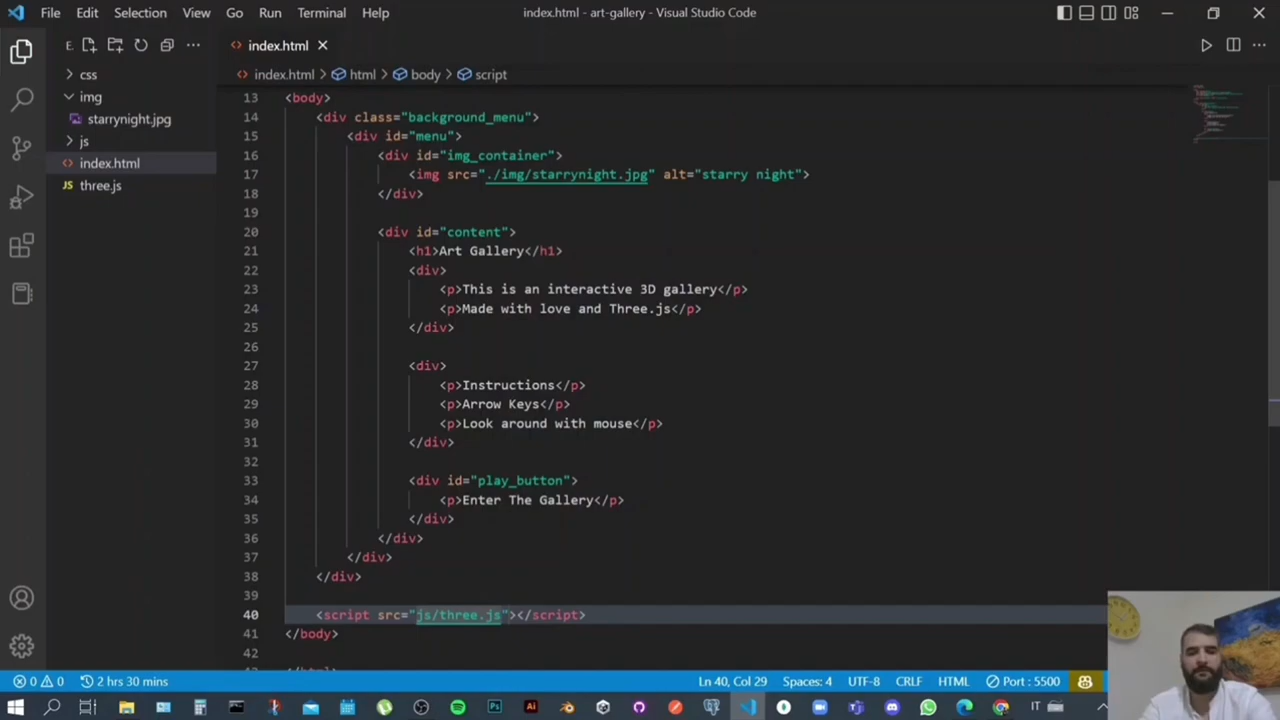 File Edit Selection View Go Run Terminal Help
index.html - art-gallery - Visual Studio Code
E.
css
img
starrynight.jpg
js
index.html
JS three.js
index.html
index.html > html > body > script
13 <body>
14 <div class="background_menu">
15 <div id="menu">
16 <div id="img_container">
17 <img src="./img/starrynight.jpg" alt="starry night">
18 </div>
19
20 <div id="content">
21 <h1>Art Gallery</h1>
22 <div>
23 <p>This is an interactive 3D gallery</p>
24 <p>Made with love and Three.js</p>
25 </div>
26
27 <div>
28 <p>Instructions</p>
29 <p>Arrow Keys</p>
30 <p>Look around with mouse</p>
31 </div>
32
33 <div id="play_button">
34 <p>Enter The Gallery</p>
35 </div>
36 </div>
37 </div>
38 </div>
39
40 <script src="js/three.js"></script>
41 </body>
42
0 0 2 hrs 30 mins Ln 40, Col 29 Spaces: 4 UTF-8 CRLF HTML Port : 5500
Ps Ai IT